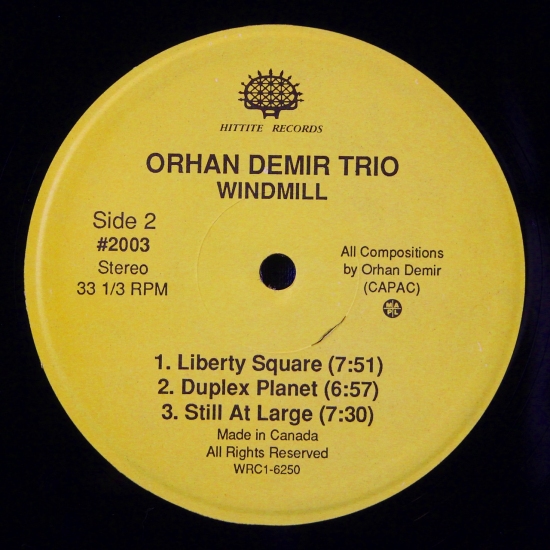 HITTITE RECORDS
ORHAN DEMIR TRIO
WINDMILL
Side 2
#2003
Stereo
33 1/3 RPM
All Compositions
by Orhan Demir
(CAPAC)
MA
PL
1. Liberty Square (7:51)
2. Duplex Planet (6:57)
3. Still At Large (7:30)
Made in Canada
All Rights Reserved
WRC1-6250